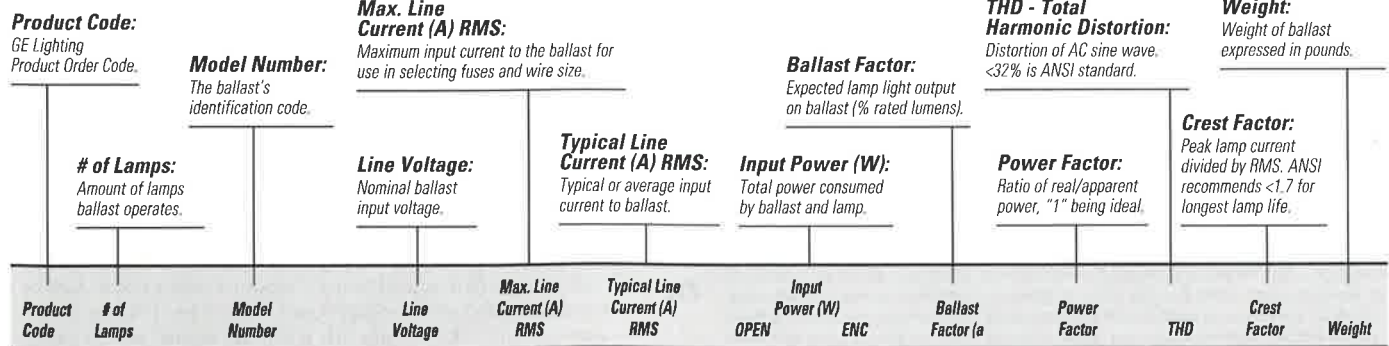 Product Code:
GE Lighting
Product Order Code.
# of Lamps:
Amount of lamps
ballast operates.
Model Number:
The ballast's
identification code.
Max. Line
Current (A) RMS:
Maximum input current to the ballast for
use in selecting fuses and wire size.
Line Voltage:
Nominal ballast
input voltage.
Typical Line
Current (A) RMS:
Typical or average input
current to ballast.
Input Power (W):
Total power consumed
by ballast and lamp.
Ballast Factor:
Expected lamp light output
on ballast (% rated lumens).
Power Factor:
Ratio of real/apparent
power, "1" being ideal.
THD - Total
Harmonic Distortion:
Distortion of AC sine wave.
<32% is ANSI standard.
Crest Factor:
Peak lamp current
divided by RMS. ANSI
recommends <1.7 for
longest lamp life.
Weight:
Weight of ballast
expressed in pounds.
Product
Code
# of
Lamps
Model
Number
Line
Voltage
Max. Line
Current (A)
RMS
Typical Line
Current (A)
RMS
Input
Power (W)
OPEN ENC
Ballast
Factor (a
Power
Factor
THD
Crest
Factor
Weight